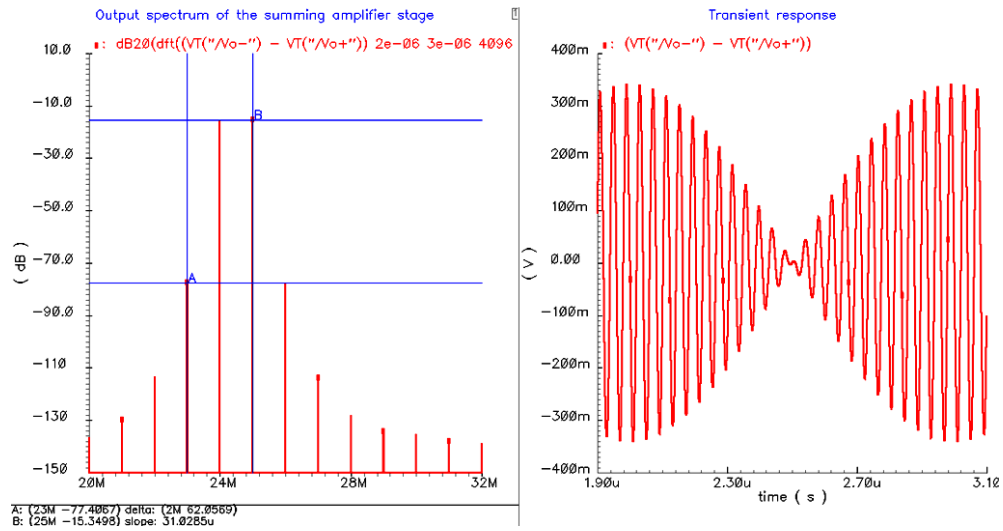 Output spectrum of the summing amplifier stage
: dB20(dft((VT("/Vo-") - VT("/Vo+")) 2e-06 3e-06 4096
10.0
-10.0
-30.0
-50.0
-70.0
-90.0
-110
-130
-150
( dB )
A
B
20M
24M
28M
32M
A: (23M -77.4067) delta: (2M 62.0569)
B: (25M -15.3498) slope: 31.0285u
Transient response
: (VT("/Vo-") - VT("/Vo+"))
400m
300m
200m
100m
0.00
-100m
-200m
-300m
-400m
( V )
1.90u
2.30u
2.70u
3.10
time ( s )